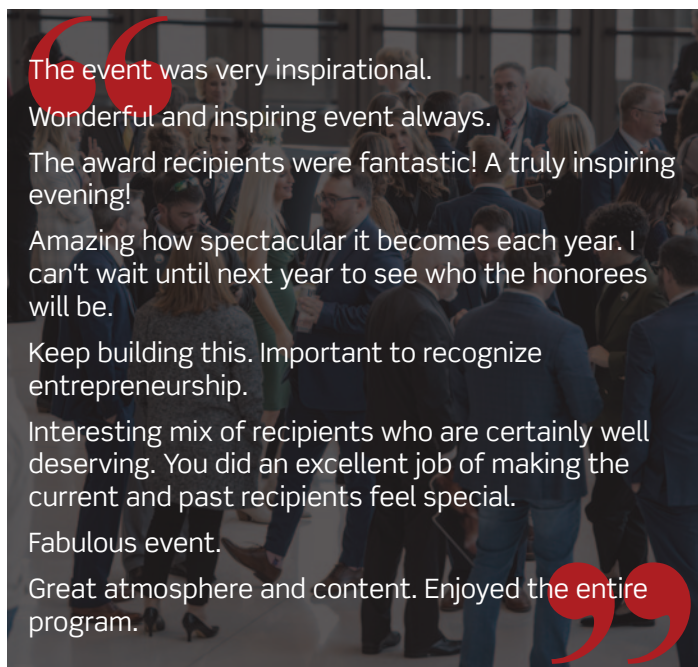 The event was very inspirational.
Wonderful and inspiring event always.
The award recipients were fantastic! A truly inspiring
evening!
Amazing how spectacular it becomes each year. I
can't wait until next year to see who the honorees
will be.
Keep building this. Important to recognize
entrepreneurship.
Interesting mix of recipients who are certainly well
deserving. You did an excellent job of making the
current and past recipients feel special.
Fabulous event.
Great atmosphere and content. Enjoyed the entire
program.